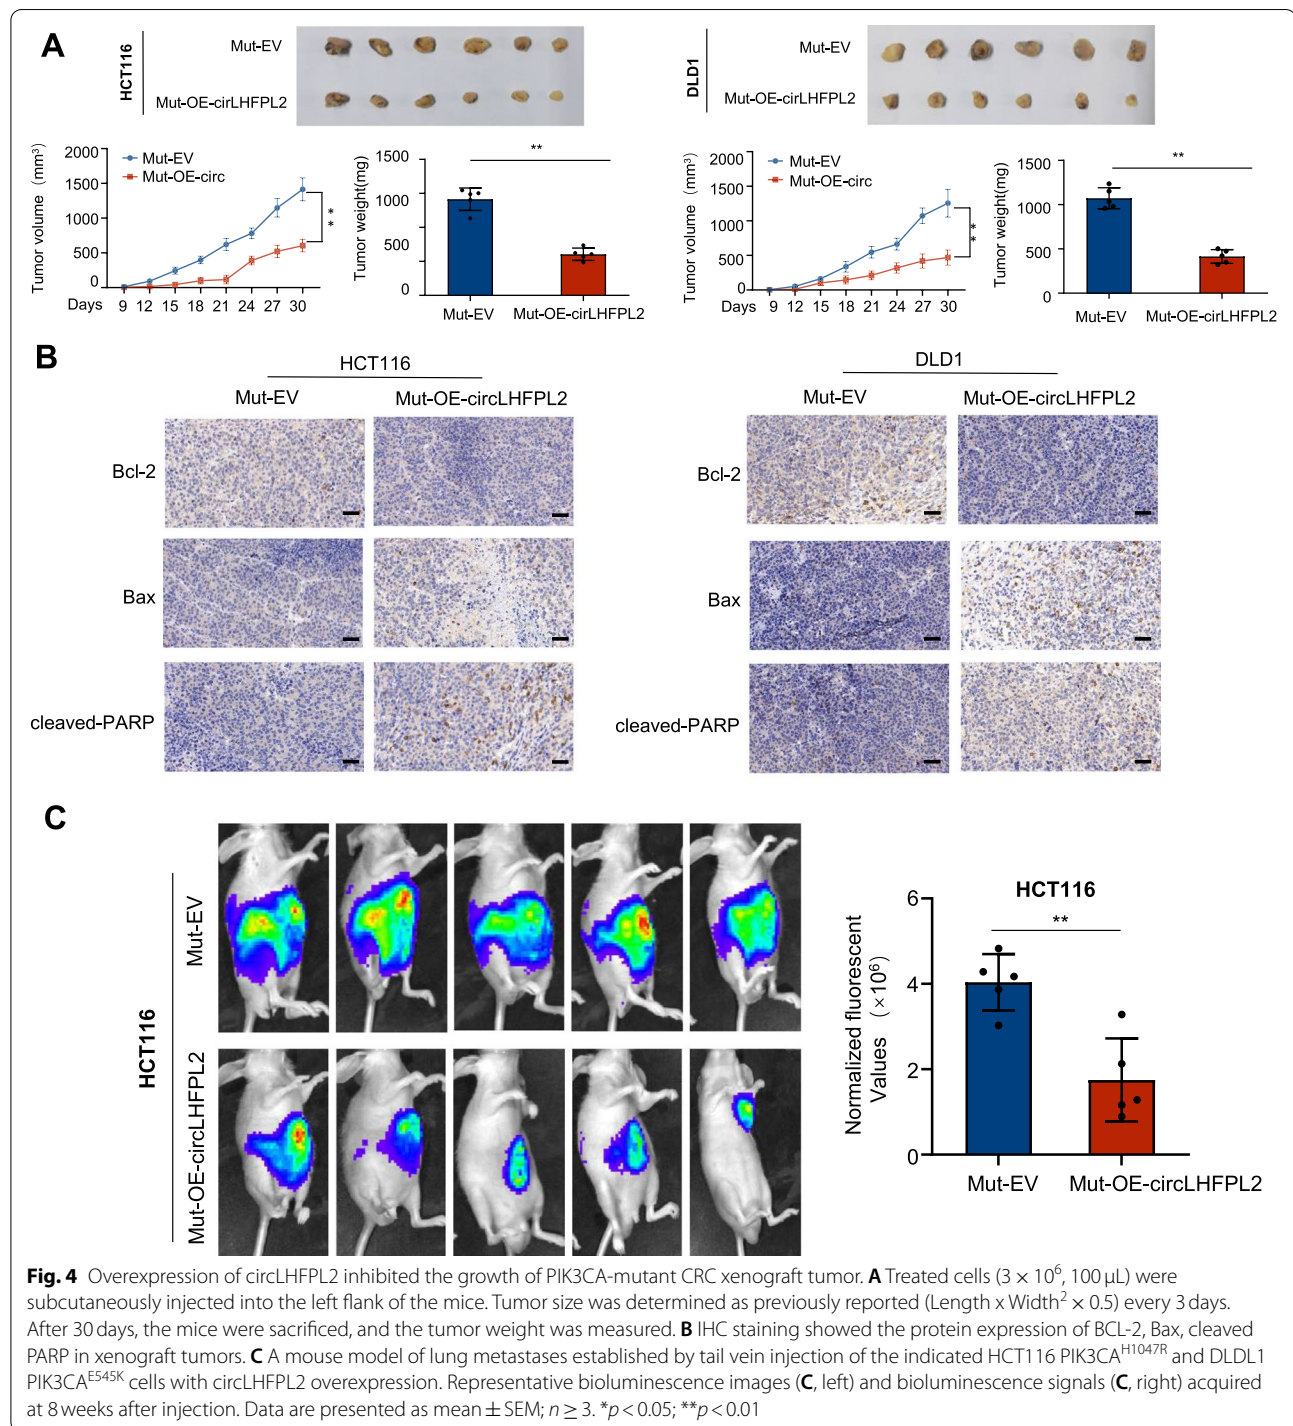 A
HCT116
Mut-EV
Mut-OE-cirLHFPL2
DLD1
Mut-EV
Mut-OE-cirLHFPL2
Tumor volume (mm³)
2000
1500
1000
500
0
Mut-EV
Mut-OE-circ
**
Days 9 12 15 18 21 24 27 30
Tumor weight(mg)
1500
1000
500
0
**
Mut-EV Mut-OE-cirLHFPL2
Tumor volume (mm³)
2000
1500
1000
500
0
Mut-EV
Mut-OE-circ
**
Days 9 12 15 18 21 24 27 30
Tumor weight(mg)
1500
1000
500
0
**
Mut-EV Mut-OE-cirLHFPL2
B
HCT116
Mut-EV Mut-OE-circLHFPL2
Bcl-2
Bax
cleaved-PARP
DLD1
Mut-EV Mut-OE-circLHFPL2
Bcl-2
Bax
cleaved-PARP
C
HCT116
Mut-EV
Mut-OE-circLHFPL2
HCT116
Normalized fluorescent
Values (×10⁶)
6
4
2
0
**
Mut-EV Mut-OE-circLHFPL2
Fig. 4 Overexpression of circLHFPL2 inhibited the growth of PIK3CA-mutant CRC xenograft tumor. A Treated cells (3 × 10⁶, 100 μL) were
subcutaneously injected into the left flank of the mice. Tumor size was determined as previously reported (Length x Width² × 0.5) every 3 days.
After 30 days, the mice were sacrificed, and the tumor weight was measured. B IHC staining showed the protein expression of BCL-2, Bax, cleaved
PARP in xenograft tumors. C A mouse model of lung metastases established by tail vein injection of the indicated HCT116 PIK3CAᴴ¹⁰⁴⁷ᴿ and DLDL1
PIK3CAᴱ⁵⁴⁵ᴷ cells with circLHFPL2 overexpression. Representative bioluminescence images (C, left) and bioluminescence signals (C, right) acquired
at 8 weeks after injection. Data are presented as mean ± SEM; n ≥ 3. *p < 0.05; **p < 0.01